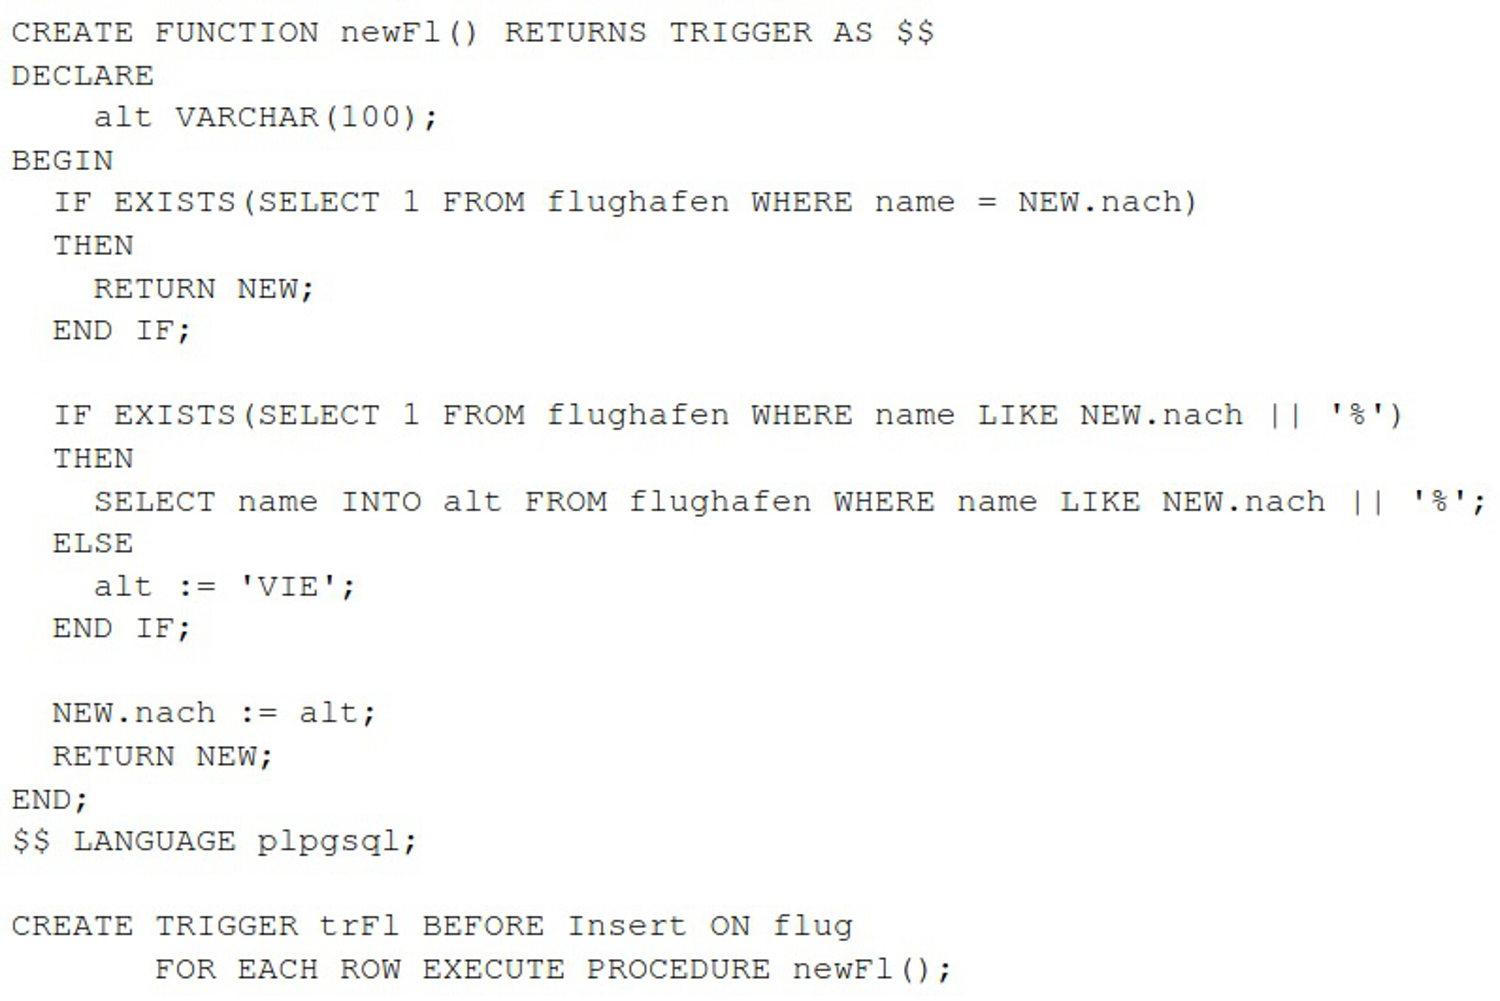 CREATE FUNCTION newFl() RETURNS TRIGGER AS $$
DECLARE
    alt VARCHAR(100);
BEGIN
  IF EXISTS(SELECT 1 FROM flughafen WHERE name = NEW.nach)
  THEN
    RETURN NEW;
  END IF;

  IF EXISTS(SELECT 1 FROM flughafen WHERE name LIKE NEW.nach || '%')
  THEN
    SELECT name INTO alt FROM flughafen WHERE name LIKE NEW.nach || '%';
  ELSE
    alt := 'VIE';
  END IF;

  NEW.nach := alt;
  RETURN NEW;
END;
$$ LANGUAGE plpgsql;

CREATE TRIGGER trFl BEFORE Insert ON flug
       FOR EACH ROW EXECUTE PROCEDURE newFl();